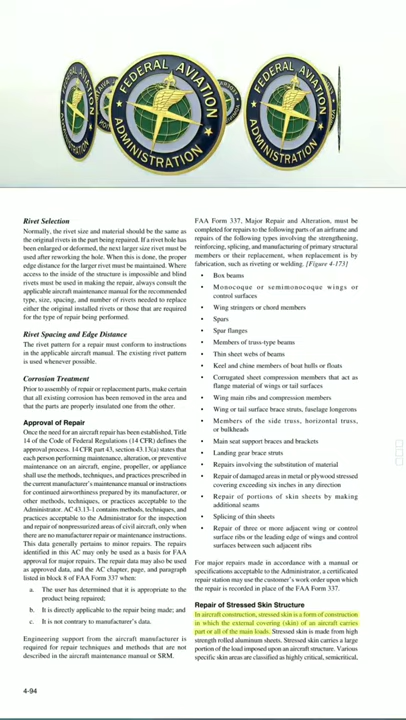 FEDERAL AVIATION
ADMINISTRATION
FEDERAL AVIATION
ADMINISTRATION
Rivet Selection
Normally, the rivet size and material should be the same as
the original rivets in the part being repaired. If a rivet hole has
been enlarged or deformed, the next larger size rivet must be
used after reworking the hole. When this is done, the proper
edge distance for the larger rivet must be maintained. Where
access to the inside of the structure is impossible and blind
rivets must be used in making the repair, always consult the
applicable aircraft maintenance manual for the recommended
type, size, spacing, and number of rivets needed to replace
either the original installed rivets or those that are required
for the type of repair being performed.
Rivet Spacing and Edge Distance
The rivet pattern for a repair must conform to instructions
in the applicable aircraft manual. The existing rivet pattern
is used whenever possible.
Corrosion Treatment
Prior to assembly of repair or replacement parts, make certain
that all existing corrosion has been removed in the area and
that the parts are properly insulated one from the other.
Approval of Repair
Once the need for an aircraft repair has been established, Title
14 of the Code of Federal Regulations (14 CFR) defines the
approval process. 14 CFR part 43, section 43.13(a) states that
each person performing maintenance, alteration, or preventive
maintenance on an aircraft, engine, propeller, or appliance
shall use the methods, techniques, and practices prescribed in
the current manufacturer's maintenance manual or instructions
for continued airworthiness prepared by its manufacturer, or
other methods, techniques, or practices acceptable to the
Administrator. AC 43.13-1 contains methods, techniques, and
practices acceptable to the Administrator for the inspection
and repair of nonpressurized areas of civil aircraft, only when
there are no manufacturer repair or maintenance instructions.
This data generally pertains to minor repairs. The repairs
identified in this AC may only be used as a basis for FAA
approval for major repairs. The repair data may also be used
as approved data, and the AC chapter, page, and paragraph
listed in block 8 of FAA Form 337 when:
a. The user has determined that it is appropriate to the
product being repaired;
b. It is directly applicable to the repair being made; and
c. It is not contrary to manufacturer's data.
Engineering support from the aircraft manufacturer is
required for repair techniques and methods that are not
described in the aircraft maintenance manual or SRM.
4-94
FAA Form 337, Major Repair and Alteration, must be
completed for repairs to the following parts of an airframe and
repairs of the following types involving the strengthening,
reinforcing, splicing, and manufacturing of primary structural
members or their replacement, when replacement is by
fabrication, such as riveting or welding. [Figure 4-173]
• Box beams
• Monocoque or semimonocoque wings or
control surfaces
• Wing stringers or chord members
• Spars
• Spar flanges
• Members of truss-type beams
• Thin sheet webs of beams
• Keel and chine members of boat hulls or floats
• Corrugated sheet compression members that act as
flange material of wings or tail surfaces
• Wing main ribs and compression members
• Wing or tail surface brace struts, fuselage longerons
• Members of the side truss, horizontal truss,
or bulkheads
• Main seat support braces and brackets
• Landing gear brace struts
• Repairs involving the substitution of material
• Repair of damaged areas in metal or plywood stressed
covering exceeding six inches in any direction
• Repair of portions of skin sheets by making
additional seams
• Splicing of thin sheets
• Repair of three or more adjacent wing or control
surface ribs or the leading edge of wings and control
surfaces between such adjacent ribs
For major repairs made in accordance with a manual or
specifications acceptable to the Administrator, a certificated
repair station may use the customer's work order upon which
the repair is recorded in place of the FAA Form 337.
Repair of Stressed Skin Structure
In aircraft construction, stressed skin is a form of construction
in which the external covering (skin) of an aircraft carries
part or all of the main loads. Stressed skin is made from high
strength rolled aluminum sheets. Stressed skin carries a large
portion of the load imposed upon an aircraft structure. Various
specific skin areas are classified as highly critical, semicritical,